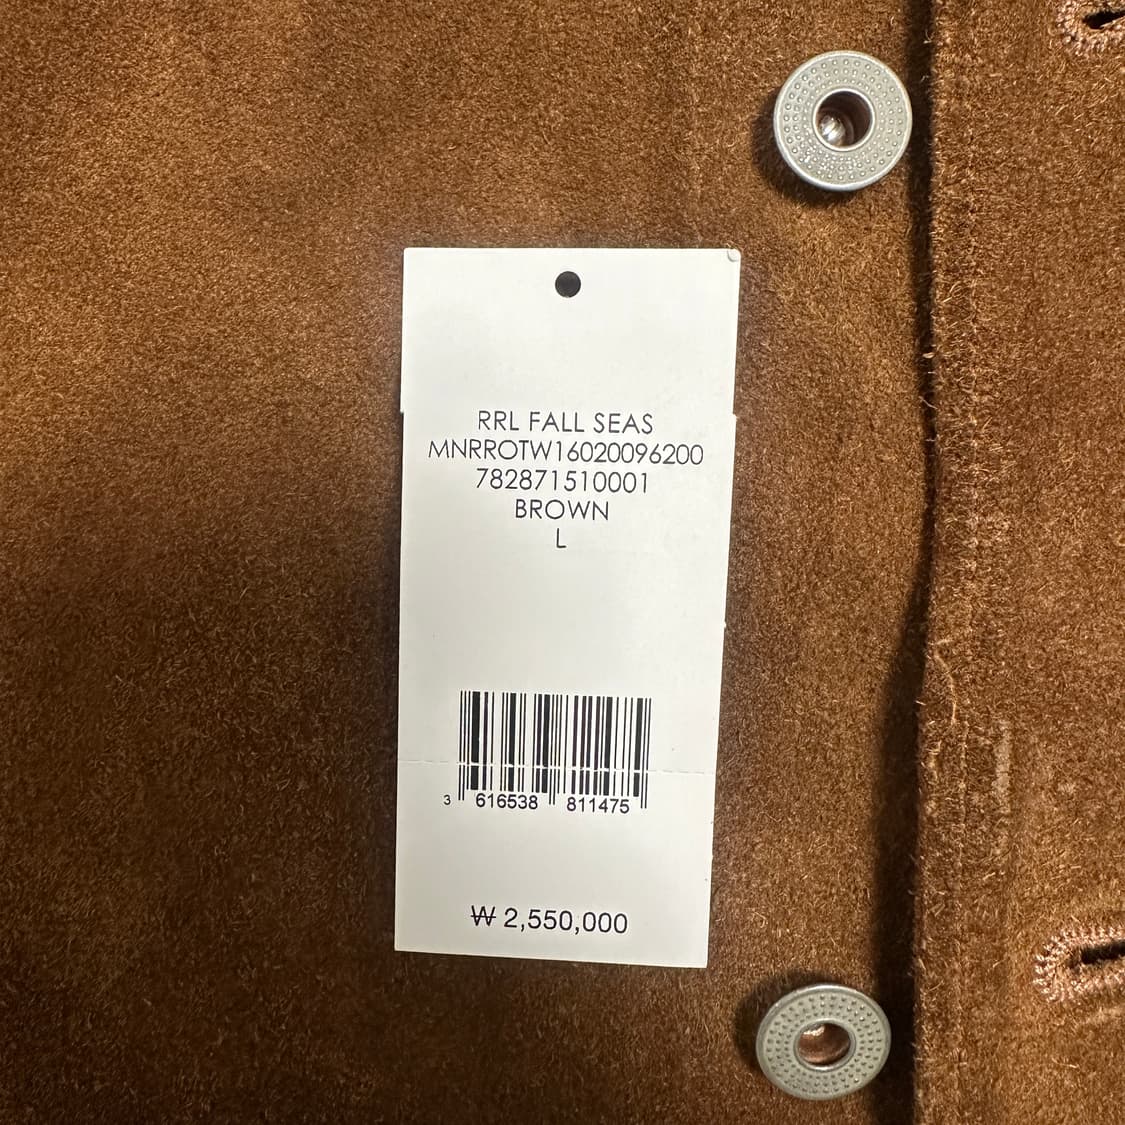 RRL FALL SEAS
MNRROTW16020096200
782871510001
BROWN
L
3 616538 811475
₩ 2,550,000